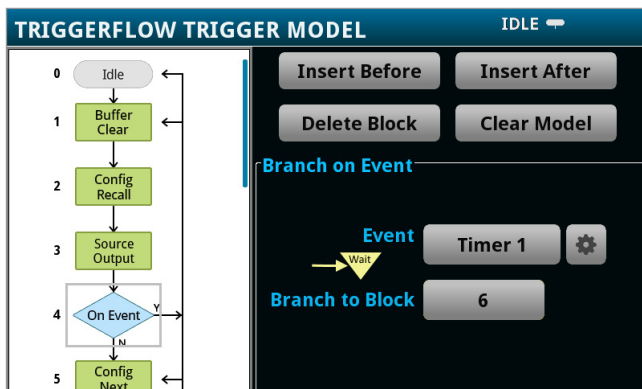 TRIGGERFLOW TRIGGER MODEL
IDLE
0
Idle
1
Buffer
Clear
2
Config
Recall
3
Source
Output
4
On Event
Y
N
5
Config
Next
Insert Before
Insert After
Delete Block
Clear Model
Branch on Event
Event
Timer 1
Wait
Branch to Block
6